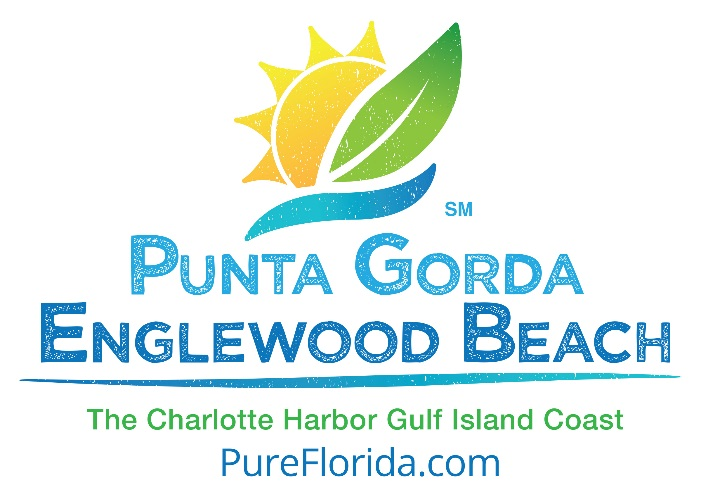 SM
PUNTA GORDA
ENGLEWOOD BEACH
The Charlotte Harbor Gulf Island Coast
PureFlorida.com